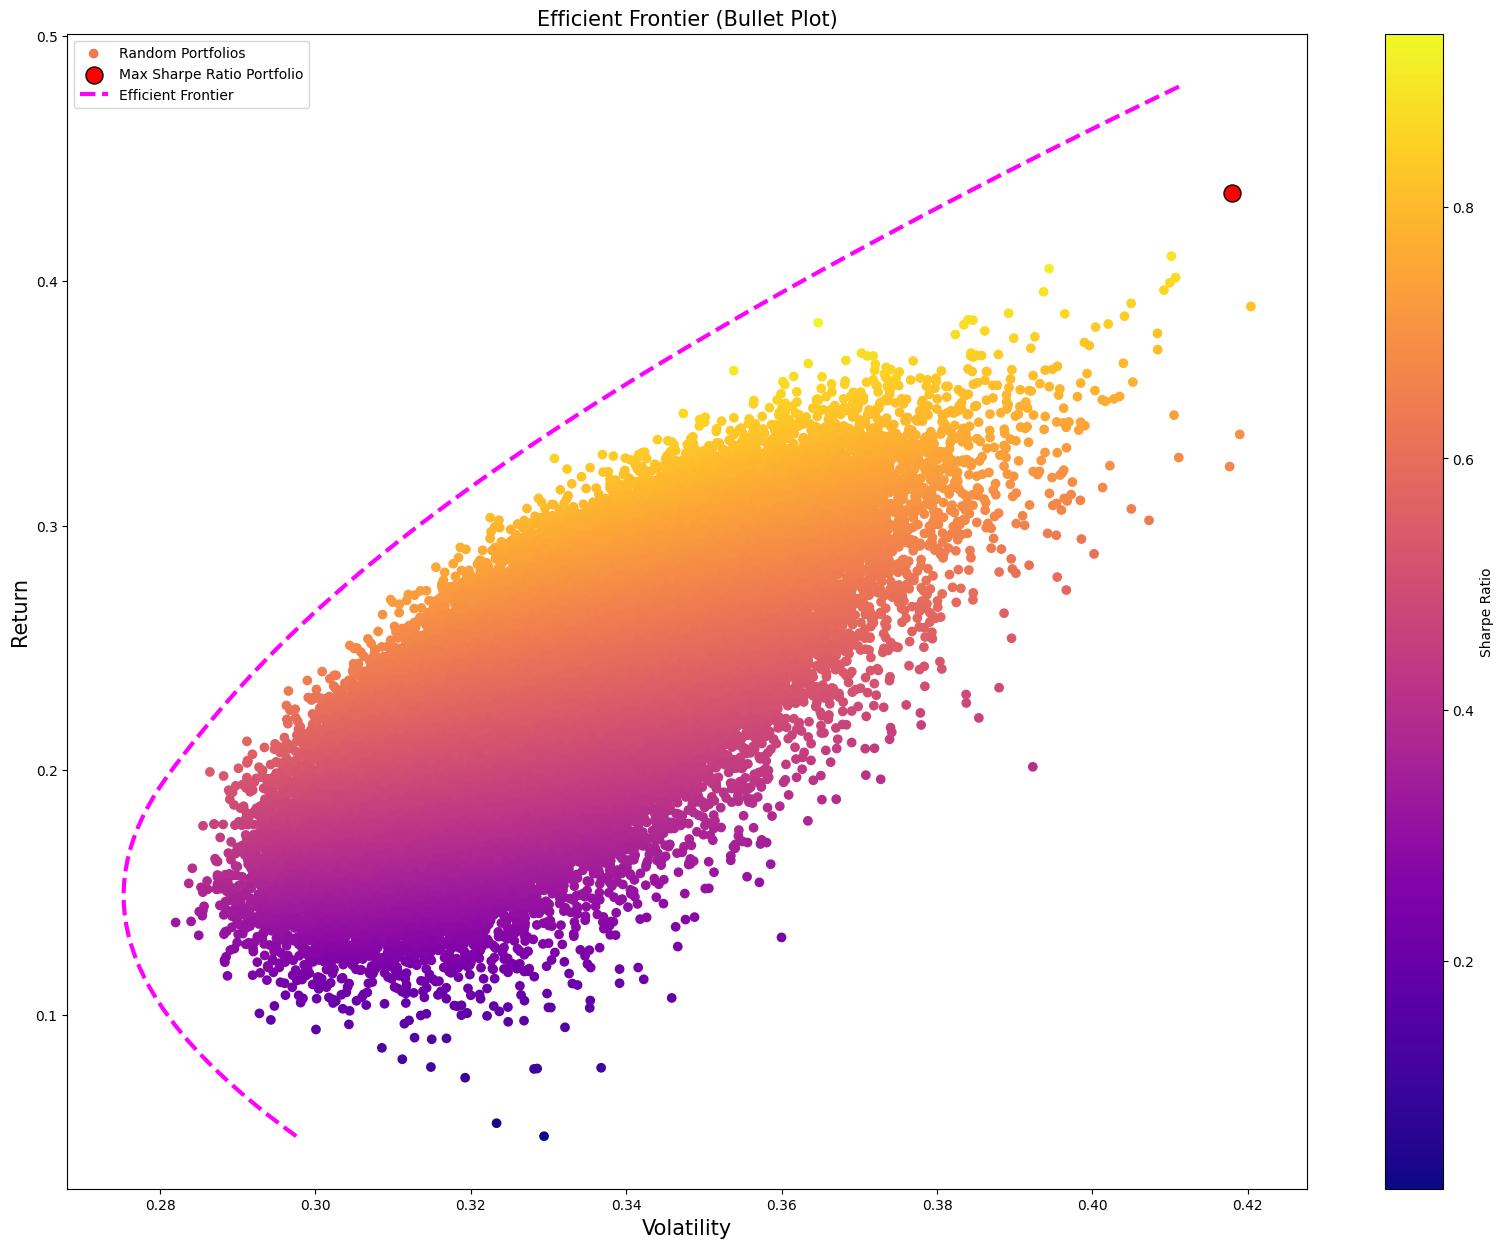 Efficient Frontier (Bullet Plot)
Random Portfolios
Max Sharpe Ratio Portfolio
Efficient Frontier
0.5
0.4
0.3
0.2
0.1
Return
0.28
0.30
0.32
0.34
0.36
0.38
0.40
0.42
Volatility
0.8
0.6
0.4
0.2
Sharpe Ratio